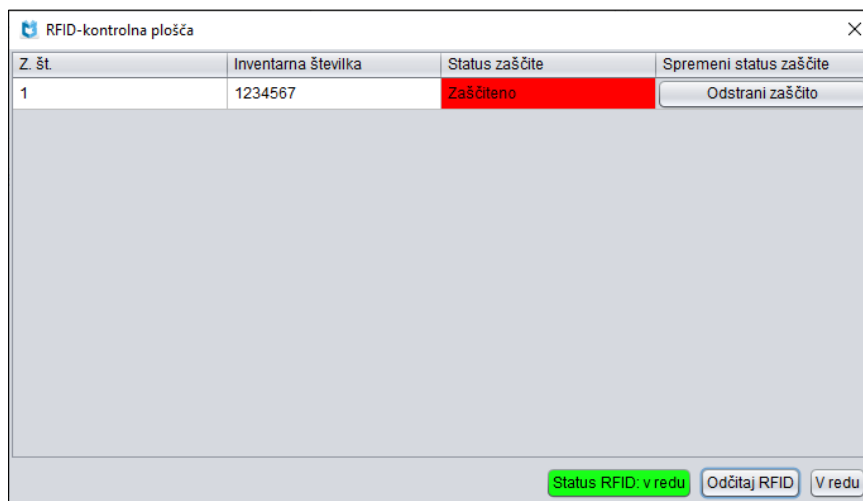 RFID-kontrolna plošča
Z. št. Inventarna številka Status zaščite Spremeni status zaščite
1 1234567 Zaščiteno Odstrani zaščito
Status RFID: v redu Odčitaj RFID V redu